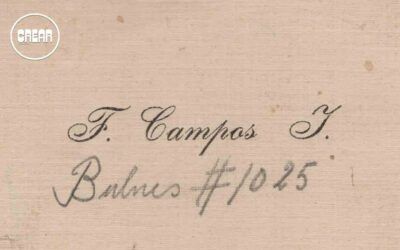 CREAR
F. Campos J.
Bulnes #1025